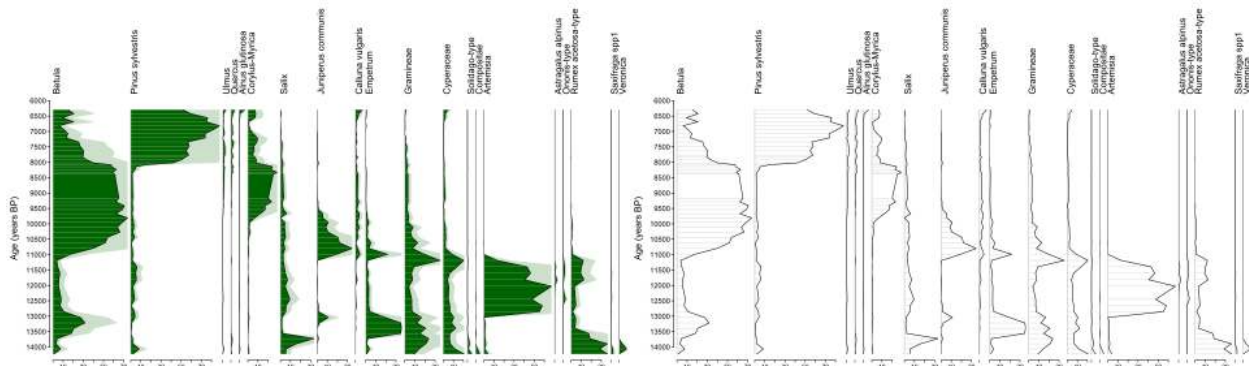 Betula
Pinus sylvestris
Ulmus
Quercus
Alnus glutinosa
Corylus-Myrica
Salix
Juniperus communis
Calluna vulgaris
Empetrum
Gramineae
Cyperaceae
Solidago-type
Compositae
Artemisia
Astragalus alpinus
Ononis-type
Rumex acetosa-type
Saxifraga spp1
Veronica
Age (years BP)
6000
6500
7000
7500
8000
8500
9000
9500
10000
10500
11000
11500
12000
12500
13000
13500
14000
Betula
Pinus sylvestris
Ulmus
Quercus
Alnus glutinosa
Corylus-Myrica
Salix
Juniperus communis
Calluna vulgaris
Empetrum
Gramineae
Cyperaceae
Solidago-type
Compositae
Artemisia
Astragalus alpinus
Ononis-type
Rumex acetosa-type
Saxifraga spp1
Veronica
Age (years BP)
6000
6500
7000
7500
8000
8500
9000
9500
10000
10500
11000
11500
12000
12500
13000
13500
14000